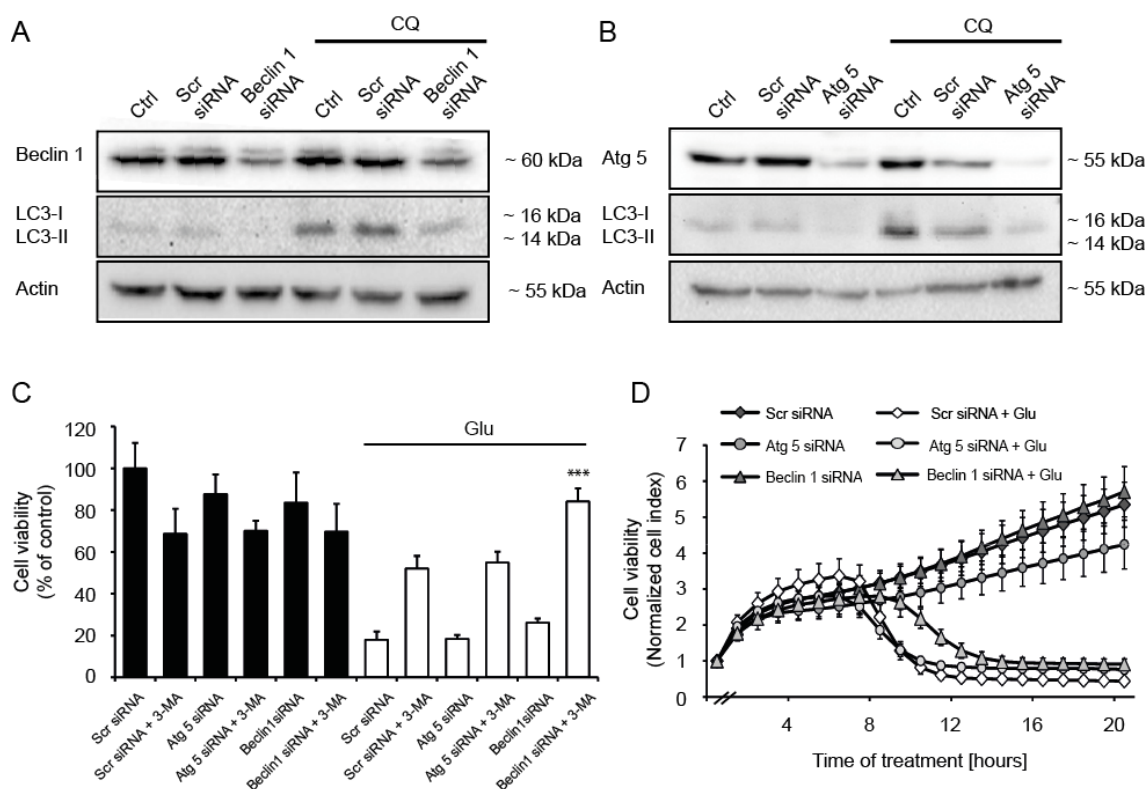 A
CQ
Ctrl
Scr
siRNA
Beclin 1
siRNA
Ctrl
Scr
siRNA
Beclin 1
siRNA
Beclin 1
~ 60 kDa
LC3-I
~ 16 kDa
LC3-II
~ 14 kDa
Actin
~ 55 kDa
B
CQ
Ctrl
Scr
siRNA
Atg 5
siRNA
Ctrl
Scr
siRNA
Atg 5
siRNA
Atg 5
~ 55 kDa
LC3-I
~ 16 kDa
LC3-II
~ 14 kDa
Actin
~ 55 kDa
C
Glu
***
Cell viability
(% of control)
120
100
80
60
40
20
0
Scr siRNA
Scr siRNA + 3-MA
Atg 5 siRNA
Atg 5 siRNA + 3-MA
Beclin1siRNA
Beclin1 siRNA + 3-MA
Scr siRNA
Scr siRNA + 3-MA
Atg 5 siRNA
Atg 5 siRNA + 3-MA
Beclin1siRNA
Beclin1 siRNA + 3-MA
D
Scr siRNA
Scr siRNA + Glu
Atg 5 siRNA
Atg 5 siRNA + Glu
Beclin 1 siRNA
Beclin 1 siRNA + Glu
Cell viability
(Normalized cell index)
7
6
5
4
3
2
1
0
4
8
12
16
20
Time of treatment [hours]